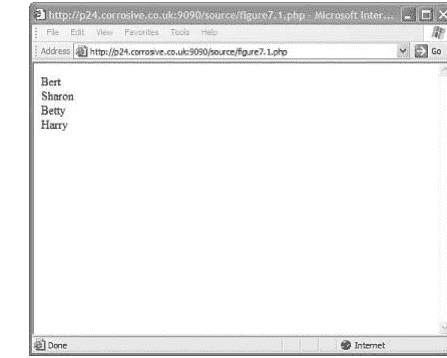 http://p24.corrosive.co.uk:9090/source/figure7.1.php - Microsoft Inter...
File Edit View Favorites Tools Help
Address http://p24.corrosive.co.uk:9090/source/figure7.1.php Go
Bert
Sharon
Betty
Harry
Done Internet